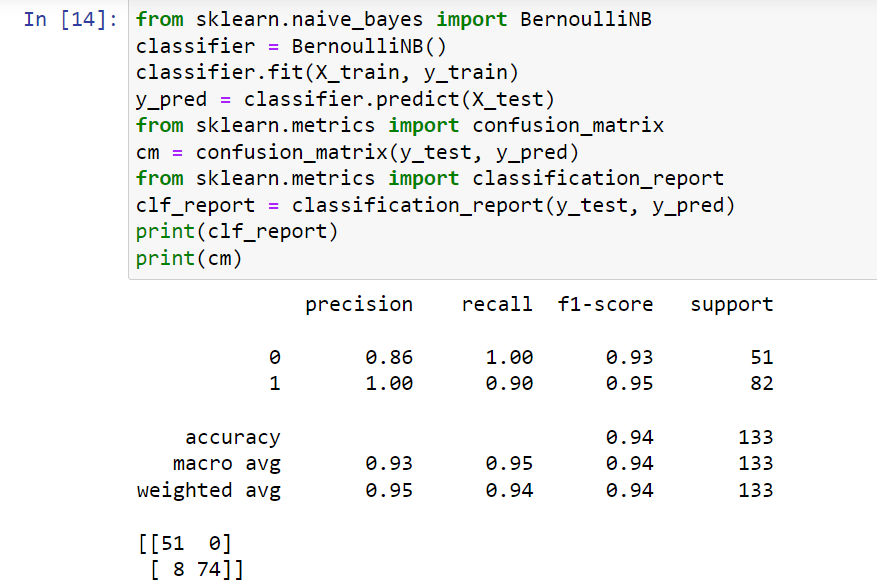 In [14]: from sklearn.naive_bayes import BernoulliNB
classifier = BernoulliNB()
classifier.fit(X_train, y_train)
y_pred = classifier.predict(X_test)
from sklearn.metrics import confusion_matrix
cm = confusion_matrix(y_test, y_pred)
from sklearn.metrics import classification_report
clf_report = classification_report(y_test, y_pred)
print(clf_report)
print(cm)
precision recall f1-score support
0 0.86 1.00 0.93 51
1 1.00 0.90 0.95 82
accuracy 0.94 133
macro avg 0.93 0.95 0.94 133
weighted avg 0.95 0.94 0.94 133
[[51 0]
[ 8 74]]